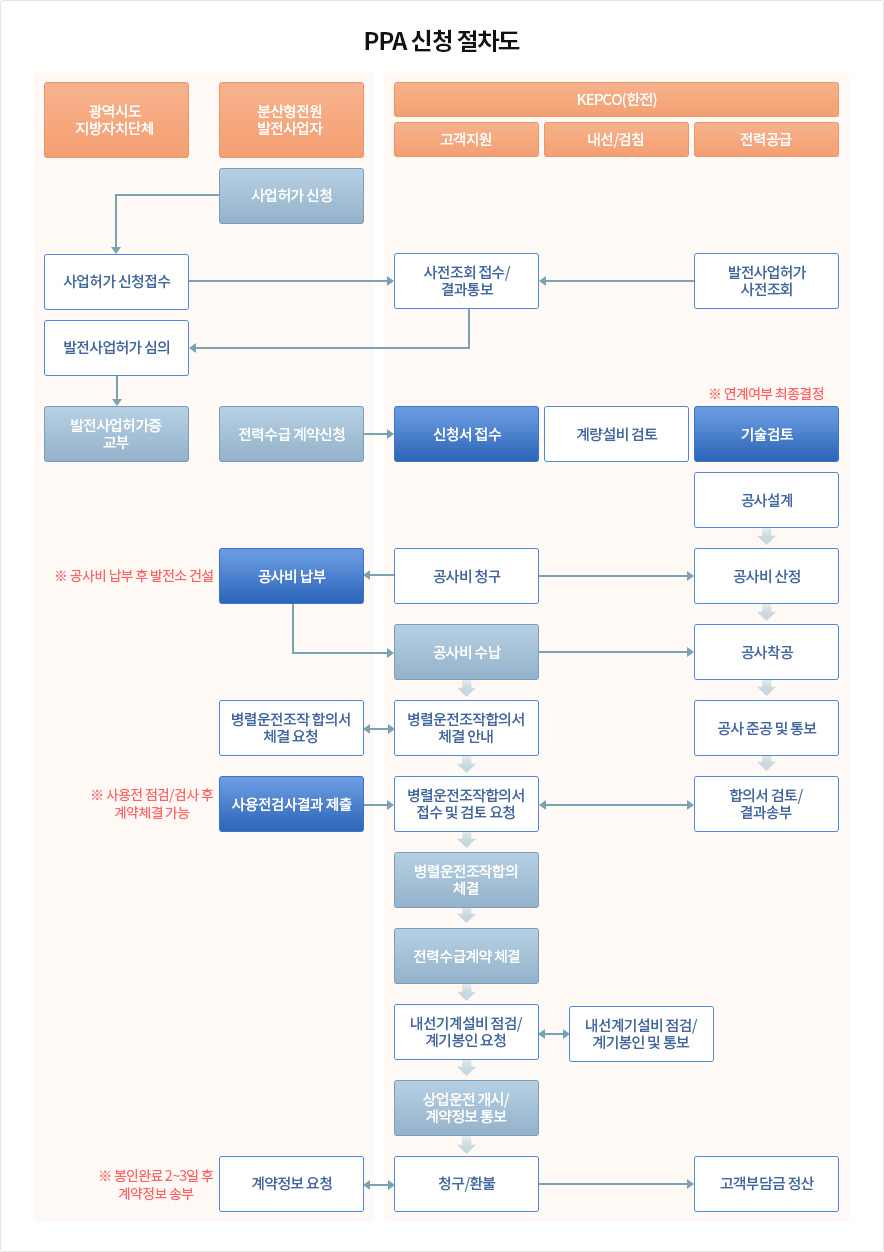 PPA 신청 절차도
광역시도
지방자치단체
분산형전원
발전사업자
KEPCO(한전)
고객지원
내선/검침
전력공급
사업허가 신청
사업허가 신청접수
사전조회 접수/
결과통보
발전사업허가
사전조회
발전사업허가 심의
※ 연계여부 최종결정
발전사업허가증
교부
전력수급 계약신청
신청서 접수
계량설비 검토
기술검토
공사설계
※ 공사비 납부 후 발전소 건설
공사비 납부
공사비 청구
공사비 산정
공사비 수납
공사착공
병렬운전조작 합의서
체결 요청
병렬운전조작합의서
체결 안내
공사 준공 및 통보
※ 사용전 점검/검사 후
계약체결 가능
사용전검사결과 제출
병렬운전조작합의서
접수 및 검토 요청
합의서 검토/
결과송부
병렬운전조작합의
체결
전력수급계약 체결
내선기계설비 점검/
계기봉인 요청
내선계기설비 점검/
계기봉인 및 통보
상업운전 개시/
계약정보 통보
※ 봉인완료 2~3일 후
계약정보 송부
계약정보 요청
청구/환불
고객부담금 정산